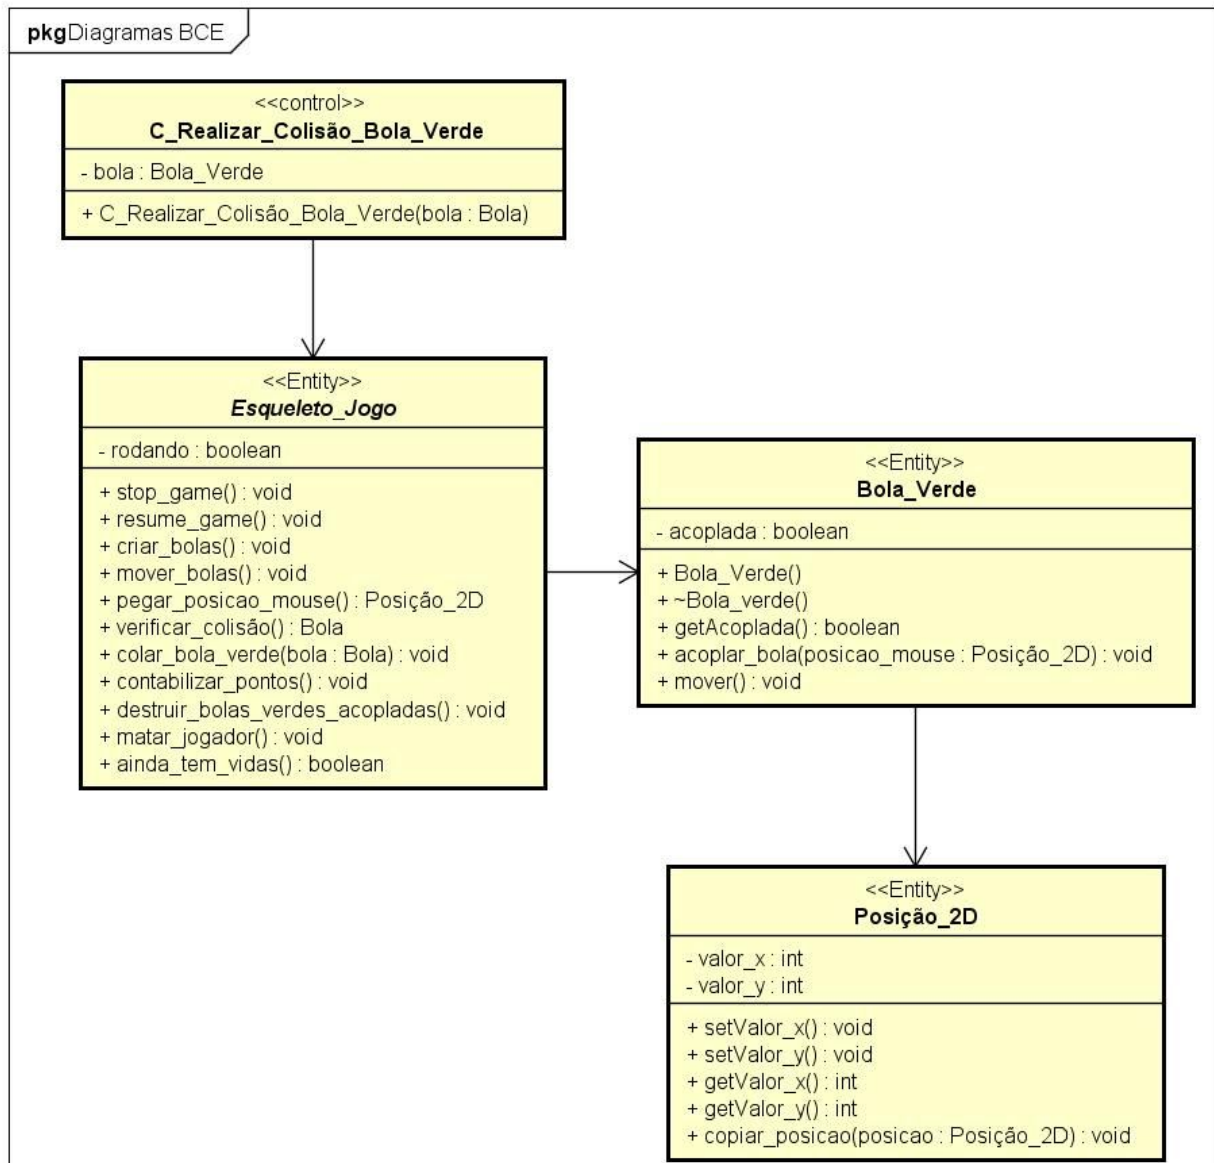 pkgDiagramas BCE
<<control>>
C_Realizar_Colisão_Bola_Verde
- bola : Bola_Verde
+ C_Realizar_Colisão_Bola_Verde(bola : Bola)
<<Entity>>
Esqueleto_Jogo
- rodando : boolean
+ stop_game() : void
+ resume_game() : void
+ criar_bolas() : void
+ mover_bolas() : void
+ pegar_posicao_mouse() : Posição_2D
+ verificar_colisão() : Bola
+ colar_bola_verde(bola : Bola) : void
+ contabilizar_pontos() : void
+ destruir_bolas_verdes_acopladas() : void
+ matar_jogador() : void
+ ainda_tem_vidas() : boolean
<<Entity>>
Bola_Verde
- acoplada : boolean
+ Bola_Verde()
+ ~Bola_verde()
+ getAcoplada() : boolean
+ acoplar_bola(posicao_mouse : Posição_2D) : void
+ mover() : void
<<Entity>>
Posição_2D
- valor_x : int
- valor_y : int
+ setValor_x() : void
+ setValor_y() : void
+ getValor_x() : int
+ getValor_y() : int
+ copiar_posicao(posicao : Posição_2D) : void